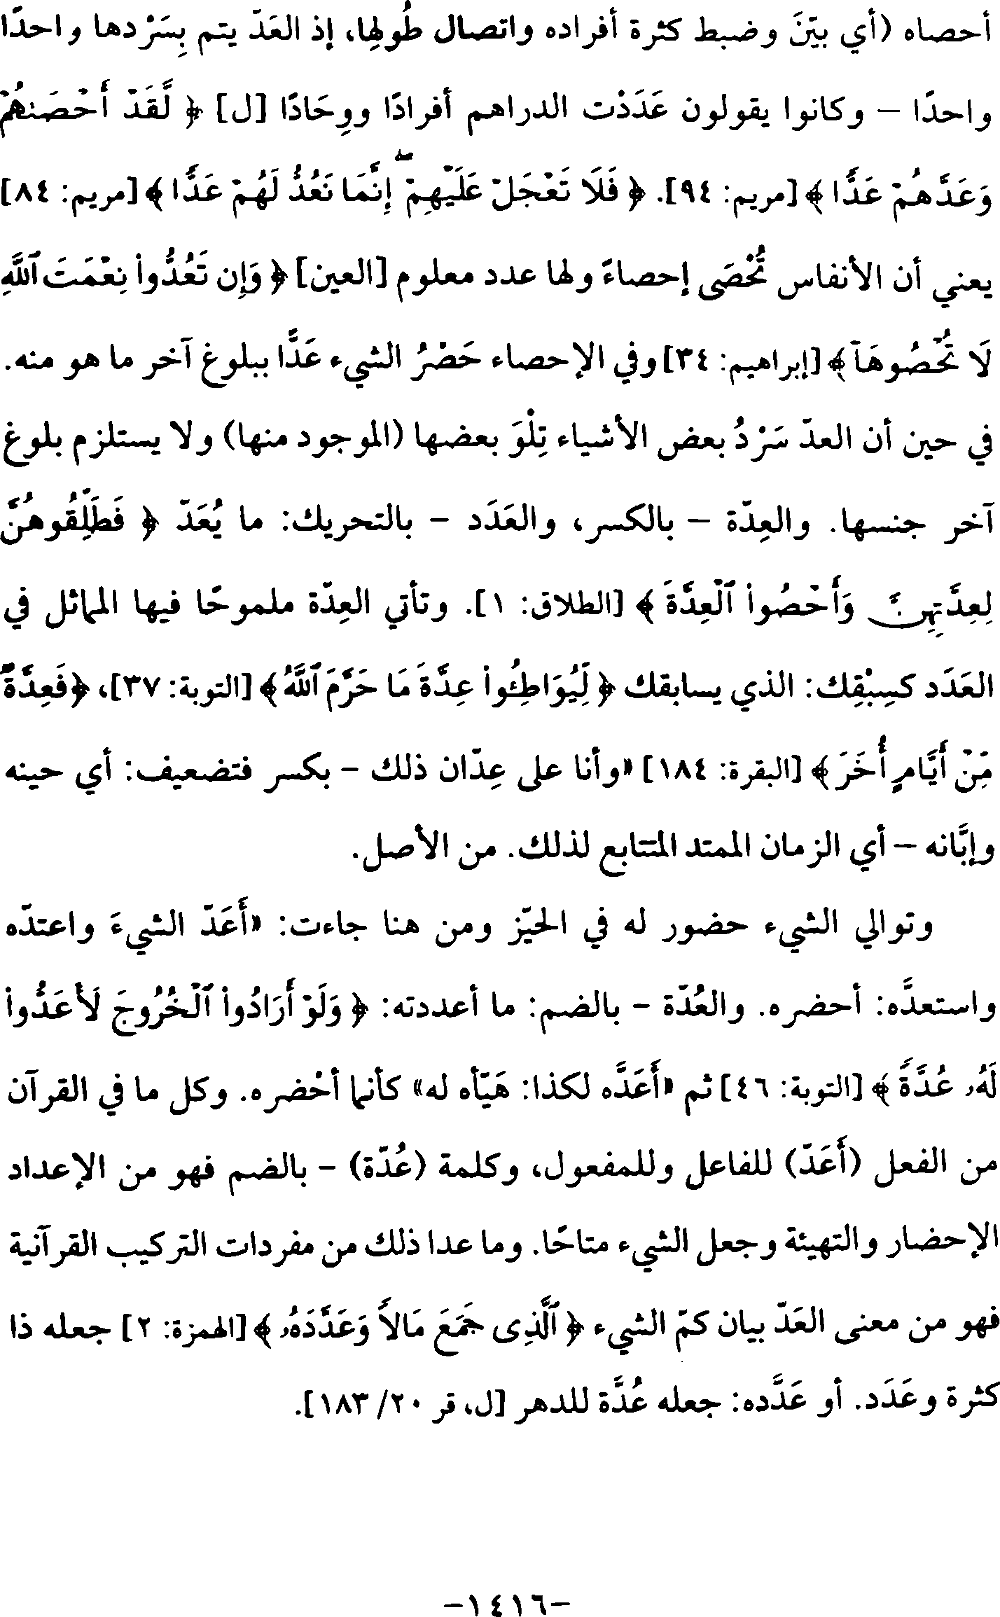 أحصاه (أي بيّنَ وضبط كثرة أفراده واتصال طُولِها، إذ العَدّ يتم بِسَرْدها واحدًا
واحدًا – وكانوا يقولون عَدَدْت الدراهم أفرادًا ووِحَادًا [ل] ﴿ لَّقَدْ أَحْصَىٰهُمْ
وَعَدَّهُمْ عَدًّا ﴾ [مريم: ٩٤]. ﴿ فَلَا تَعْجَلْ عَلَيْهِمْ ۖ إِنَّمَا نَعُدُّ لَهُمْ عَدًّا ﴾ [مريم: ٨٤]
يعني أن الأنفاس تُحْصَى إحصاءً ولها عدد معلوم [العين] ﴿ وَإِن تَعُدُّوا۟ نِعْمَتَ ٱللَّهِ
لَا تُحْصُوهَآ ﴾ [إبراهيم: ٣٤] وفي الإحصاء حَصْرُ الشيء عَدًّا ببلوغ آخر ما هو منه.
في حين أن العدّ سَرْدُ بعض الأشياء تِلْوَ بعضها (الموجود منها) ولا يستلزم بلوغ
آخر جنسها. والعِدّة – بالكسر، والعَدَد – بالتحريك: ما يُعَدّ ﴿ فَطَلِّقُوهُنَّ
لِعِدَّتِهِنَّ وَأَحْصُوا۟ ٱلْعِدَّةَ ﴾ [الطلاق: ١]. وتأتي العِدّة ملموحًا فيها المماثل في
العَدَد كسِبْقِك: الذي يسابقك ﴿ لِّيُوَاطِـُٔوا۟ عِدَّةَ مَا حَرَّمَ ٱللَّهُ ﴾ [التوبة: ٣٧]، ﴿ فَعِدَّةٌ
مِّنْ أَيَّامٍ أُخَرَ ﴾ [البقرة: ١٨٤] «وأنا على عِدّان ذلك – بكسر فتضعيف: أي حينه
وإبَّانه – أي الزمان الممتد المتتابع لذلك. من الأصل.
وتوالي الشيء حضور له في الحيّز ومن هنا جاءت: «أَعَدّ الشيءَ واعتدّه
واستعدَّه: أحضره. والعُدّة – بالضم: ما أعددته: ﴿ وَلَوْ أَرَادُوا۟ ٱلْخُرُوجَ لَأَعَدُّوا۟
لَهُۥ عُدَّةً ﴾ [التوبة: ٤٦] ثم «أَعَدَّه لكذا: هَيّأه له» كأنما أحْضره. وكل ما في القرآن
من الفعل (أَعَدّ) للفاعل وللمفعول، وكلمة (عُدّة) – بالضم فهو من الإعداد
الإحضار والتهيئة وجعل الشيء متاحًا. وما عدا ذلك من مفردات التركيب القرآنية
فهو من معنى العَدّ بيان كمّ الشيء ﴿ ٱلَّذِى جَمَعَ مَالًا وَعَدَّدَهُۥ ﴾ [الهمزة: ٢] جعله ذا
كثرة وعَدَد. أو عَدَّده: جعله عُدَّة للدهر [ل، قر ٢٠/ ١٨٣].
-١٤١٦-